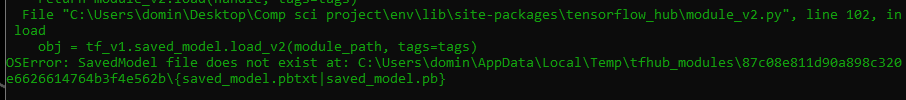 return module_v2.load(handle, tags=tags)
File "C:\Users\domin\Desktop\Comp sci project\env\lib\site-packages\tensorflow_hub\module_v2.py", line 102, in
load
obj = tf_v1.saved_model.load_v2(module_path, tags=tags)
OSError: SavedModel file does not exist at: C:\Users\domin\AppData\Local\Temp\tfhub_modules\87c08e811d90a898c320
e6626614764b3f4e562b\{saved_model.pbtxt|saved_model.pb}